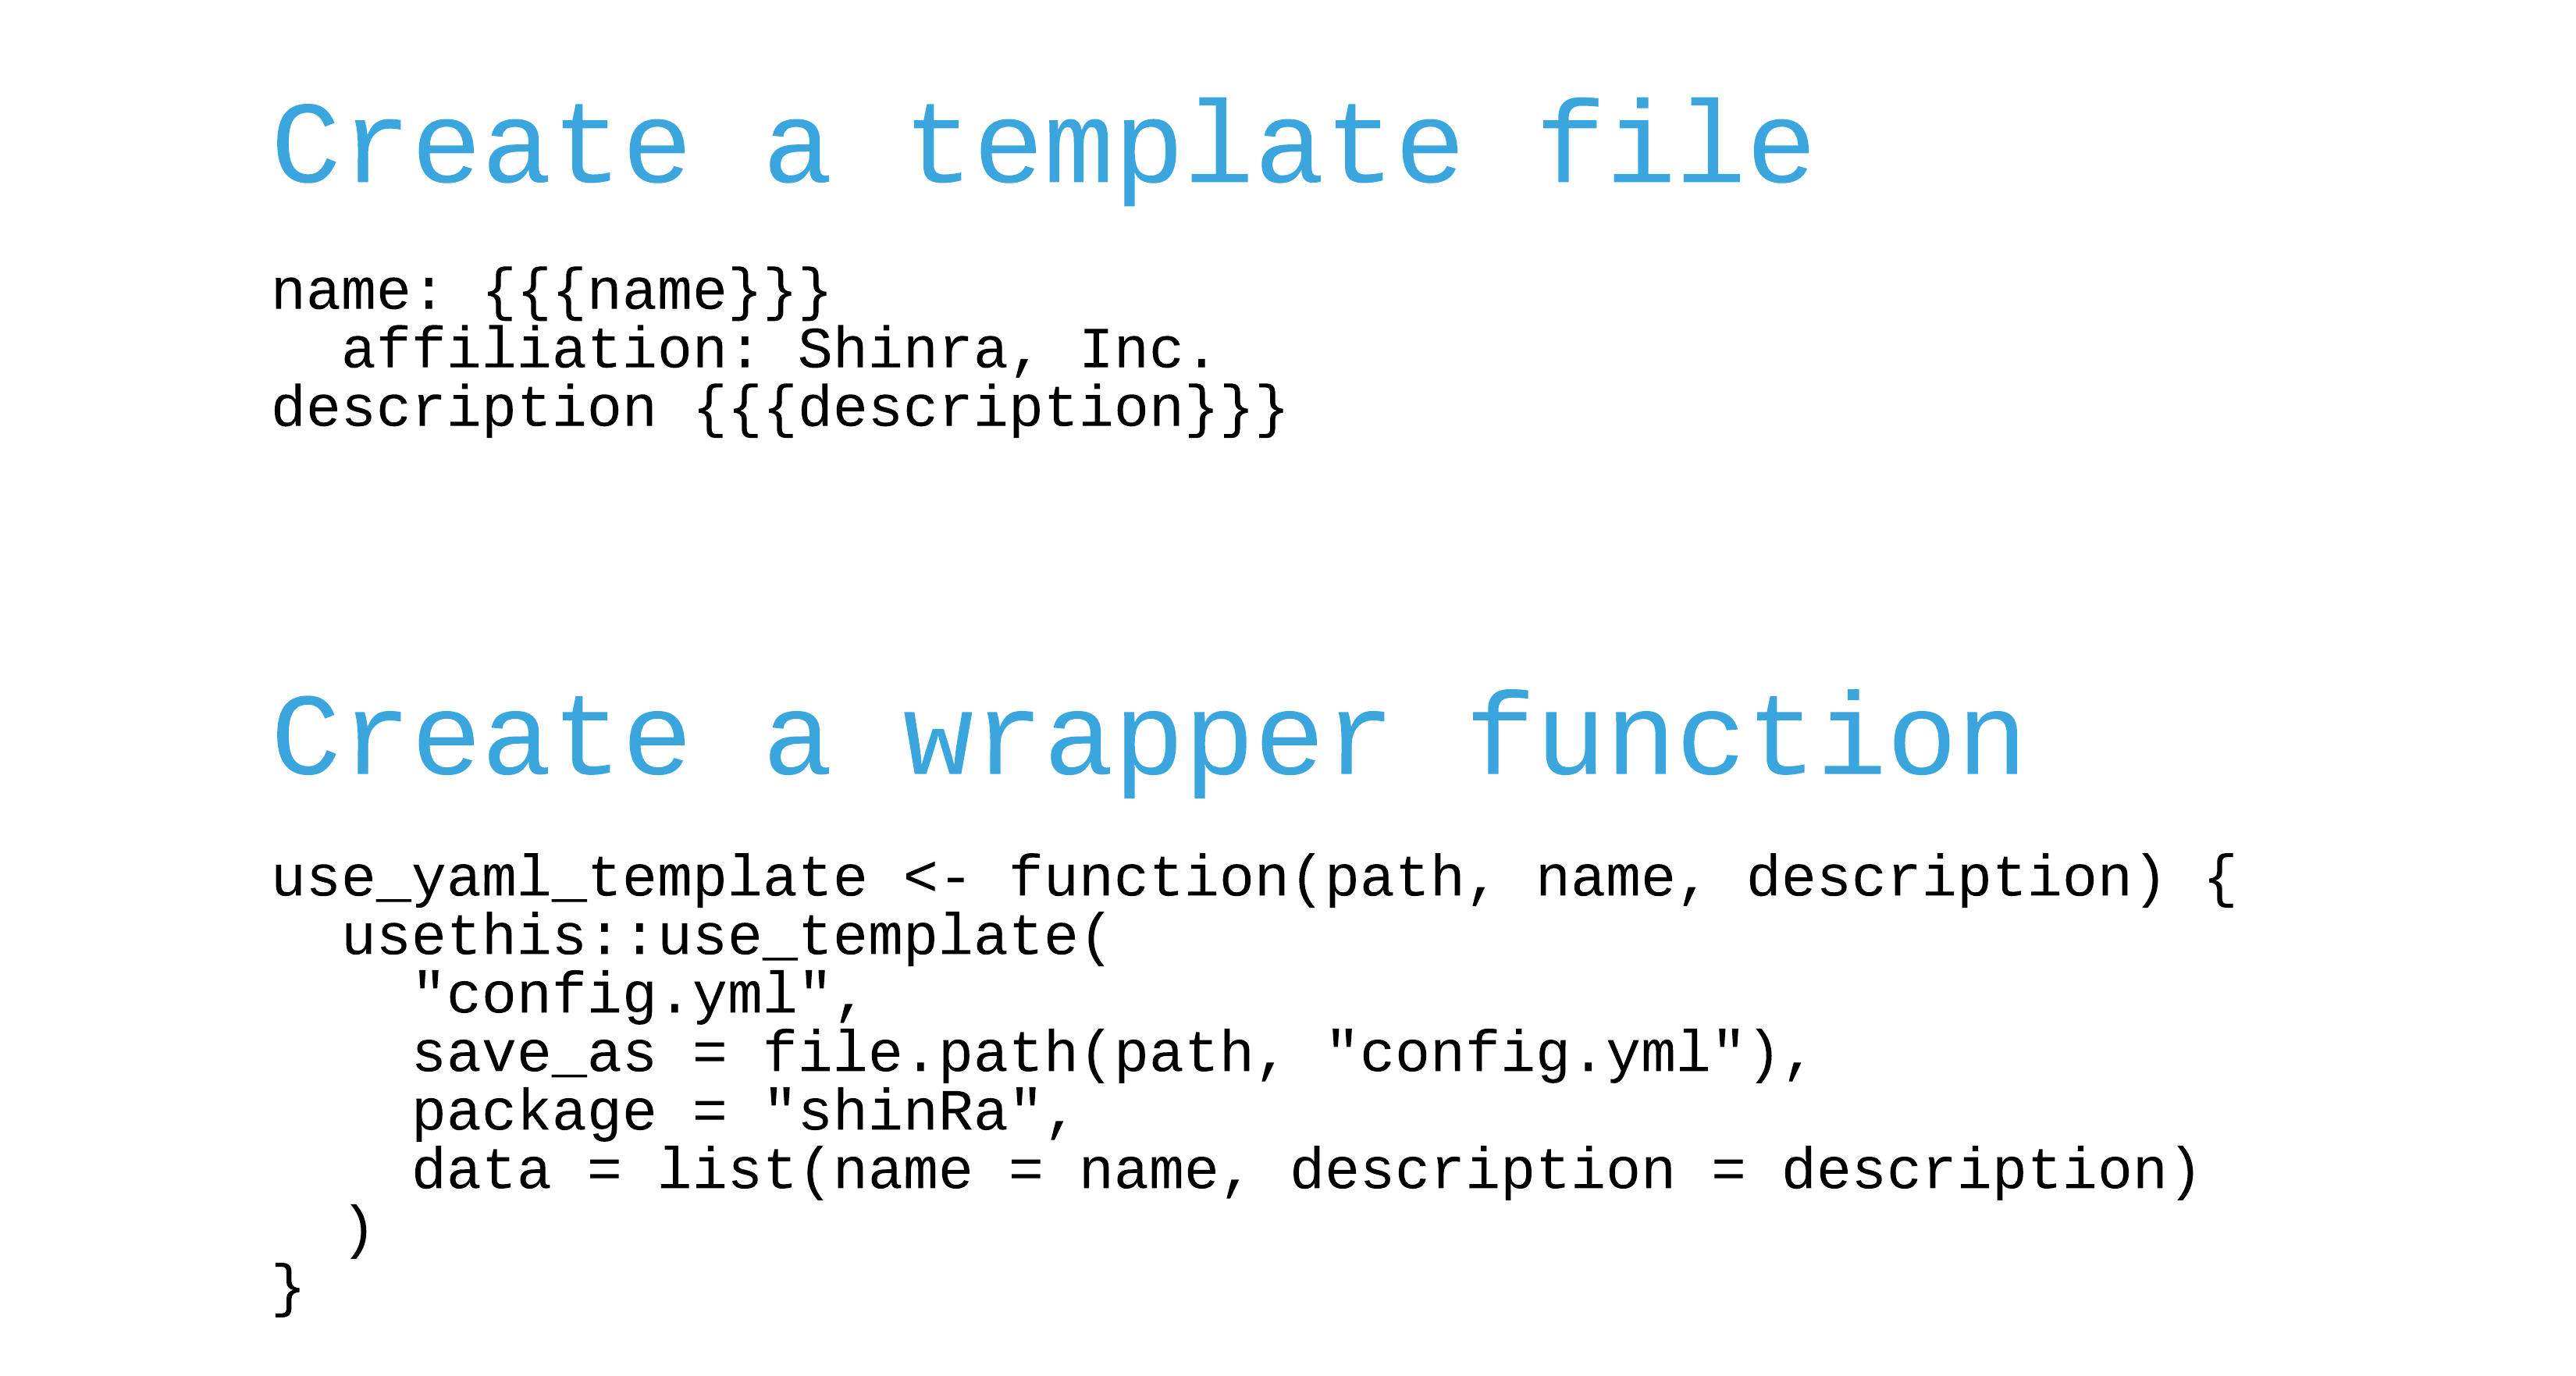 Create a template file
name: {{{name}}}
  affiliation: Shinra, Inc.
description {{{description}}}
Create a wrapper function
use_yaml_template <- function(path, name, description) {
  usethis::use_template(
    "config.yml",
    save_as = file.path(path, "config.yml"),
    package = "shinRa",
    data = list(name = name, description = description)
  )
}